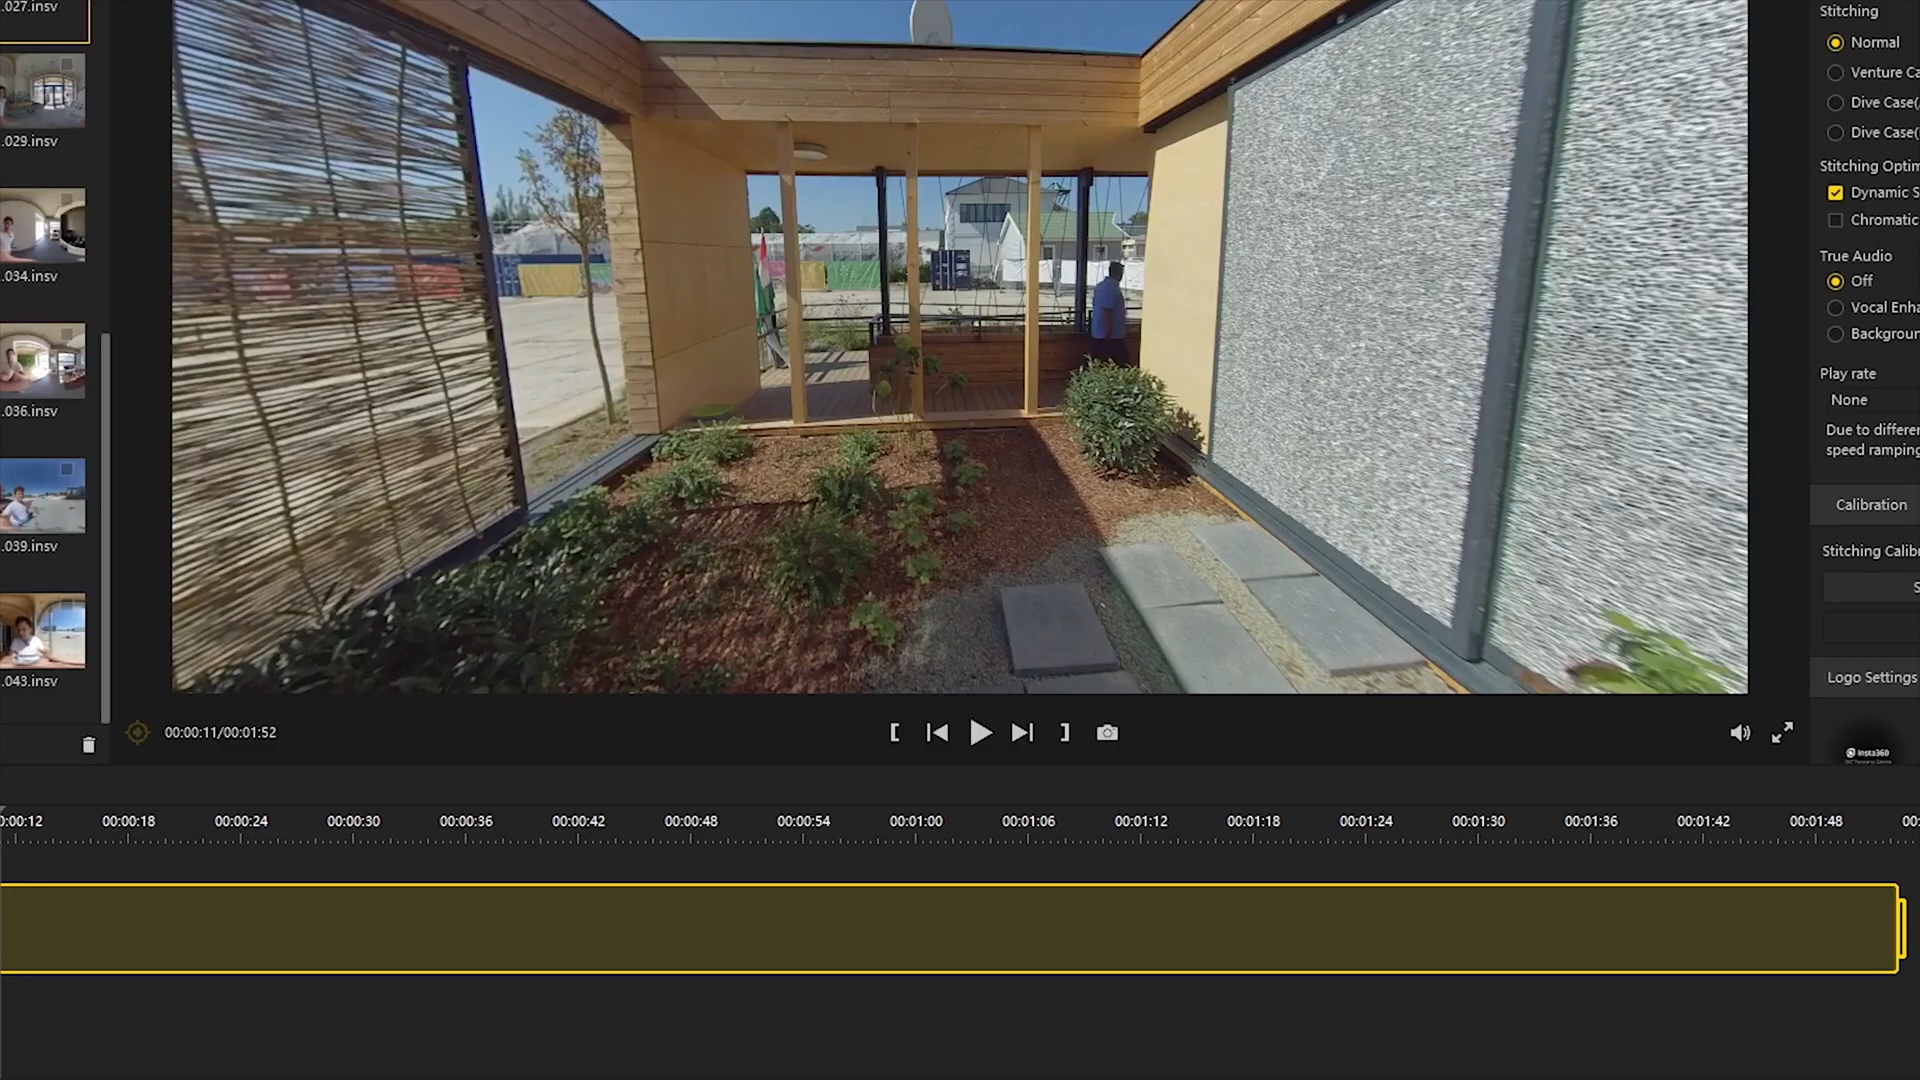 .027.insv
.029.insv
.034.insv
.036.insv
.039.insv
.043.insv
00:00:11/00:01:52
Stitching
Normal
Venture Ca
Dive Case(
Dive Case(
Stitching Optim
Dynamic S
Chromatic
True Audio
Off
Vocal Enha
Backgroun
Play rate
None
Due to differen
speed ramping
Calibration
Stitching Calib
S
Logo Settings
Insta360
0:00:12 00:00:18 00:00:24 00:00:30 00:00:36 00:00:42 00:00:48 00:00:54 00:01:00 00:01:06 00:01:12 00:01:18 00:01:24 00:01:30 00:01:36 00:01:42 00:01:48 00: